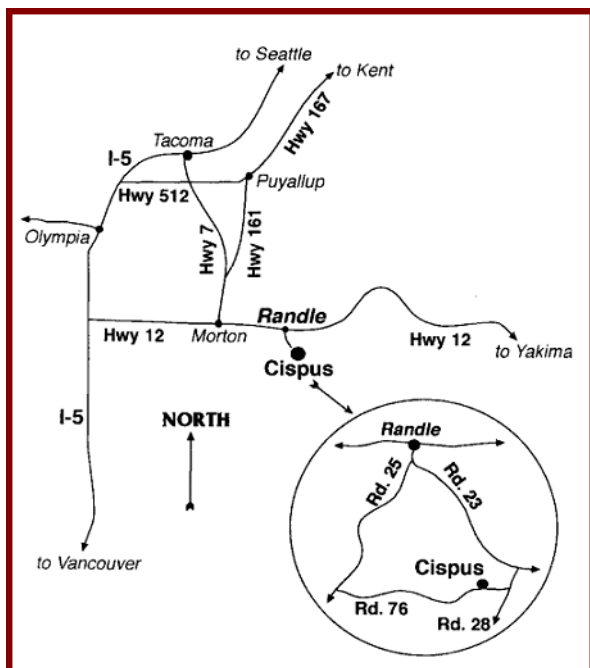 to Seattle
to Kent
Hwy 167
Tacoma
I-5
Puyallup
Hwy 512
Hwy 7
Hwy 161
Olympia
Randle
Hwy 12
Morton
Hwy 12
to Yakima
Cispus
I-5
NORTH
to Vancouver
Randle
Rd. 25
Rd. 23
Cispus
Rd. 76
Rd. 28